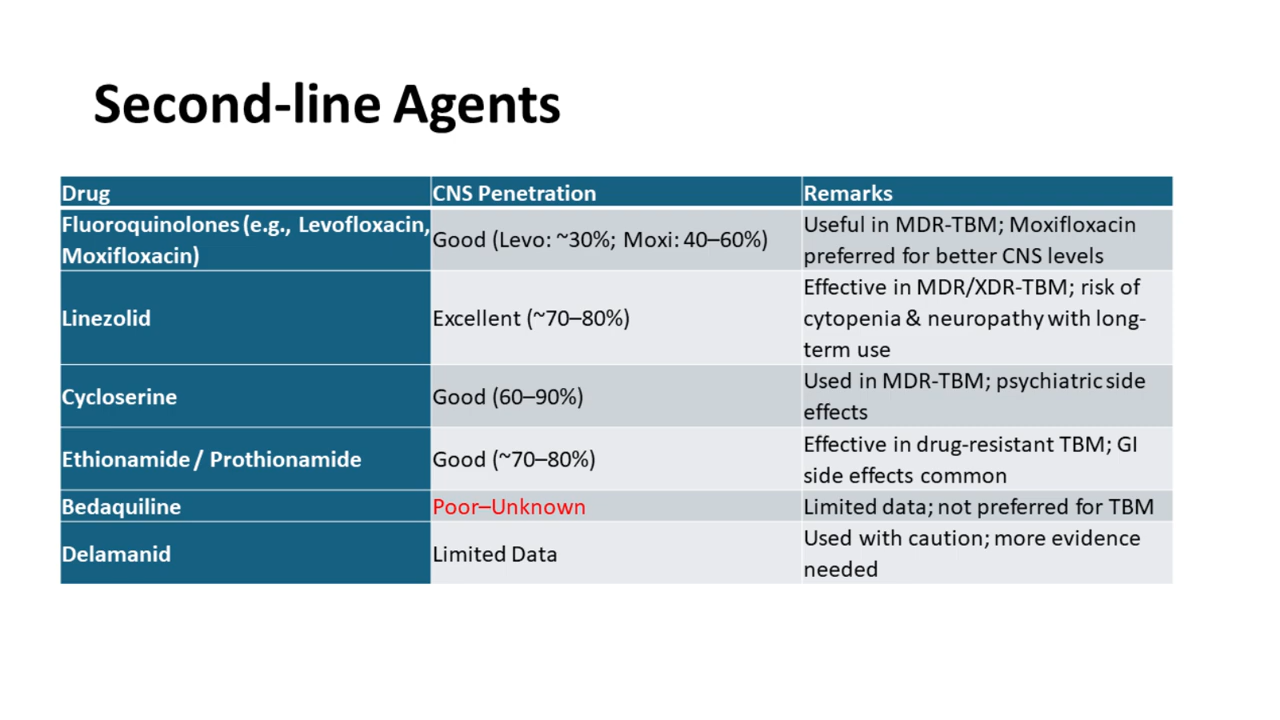 Second-line Agents
Drug
CNS Penetration
Remarks
Fluoroquinolones (e.g., Levofloxacin,
Moxifloxacin)
Good (Levo: ~30%; Moxi: 40–60%)
Useful in MDR-TBM; Moxifloxacin
preferred for better CNS levels
Linezolid
Excellent (~70–80%)
Effective in MDR/XDR-TBM; risk of
cytopenia & neuropathy with long-
term use
Cycloserine
Good (60–90%)
Used in MDR-TBM; psychiatric side
effects
Ethionamide / Prothionamide
Good (~70–80%)
Effective in drug-resistant TBM; GI
side effects common
Bedaquiline
Poor–Unknown
Limited data; not preferred for TBM
Delamanid
Limited Data
Used with caution; more evidence
needed